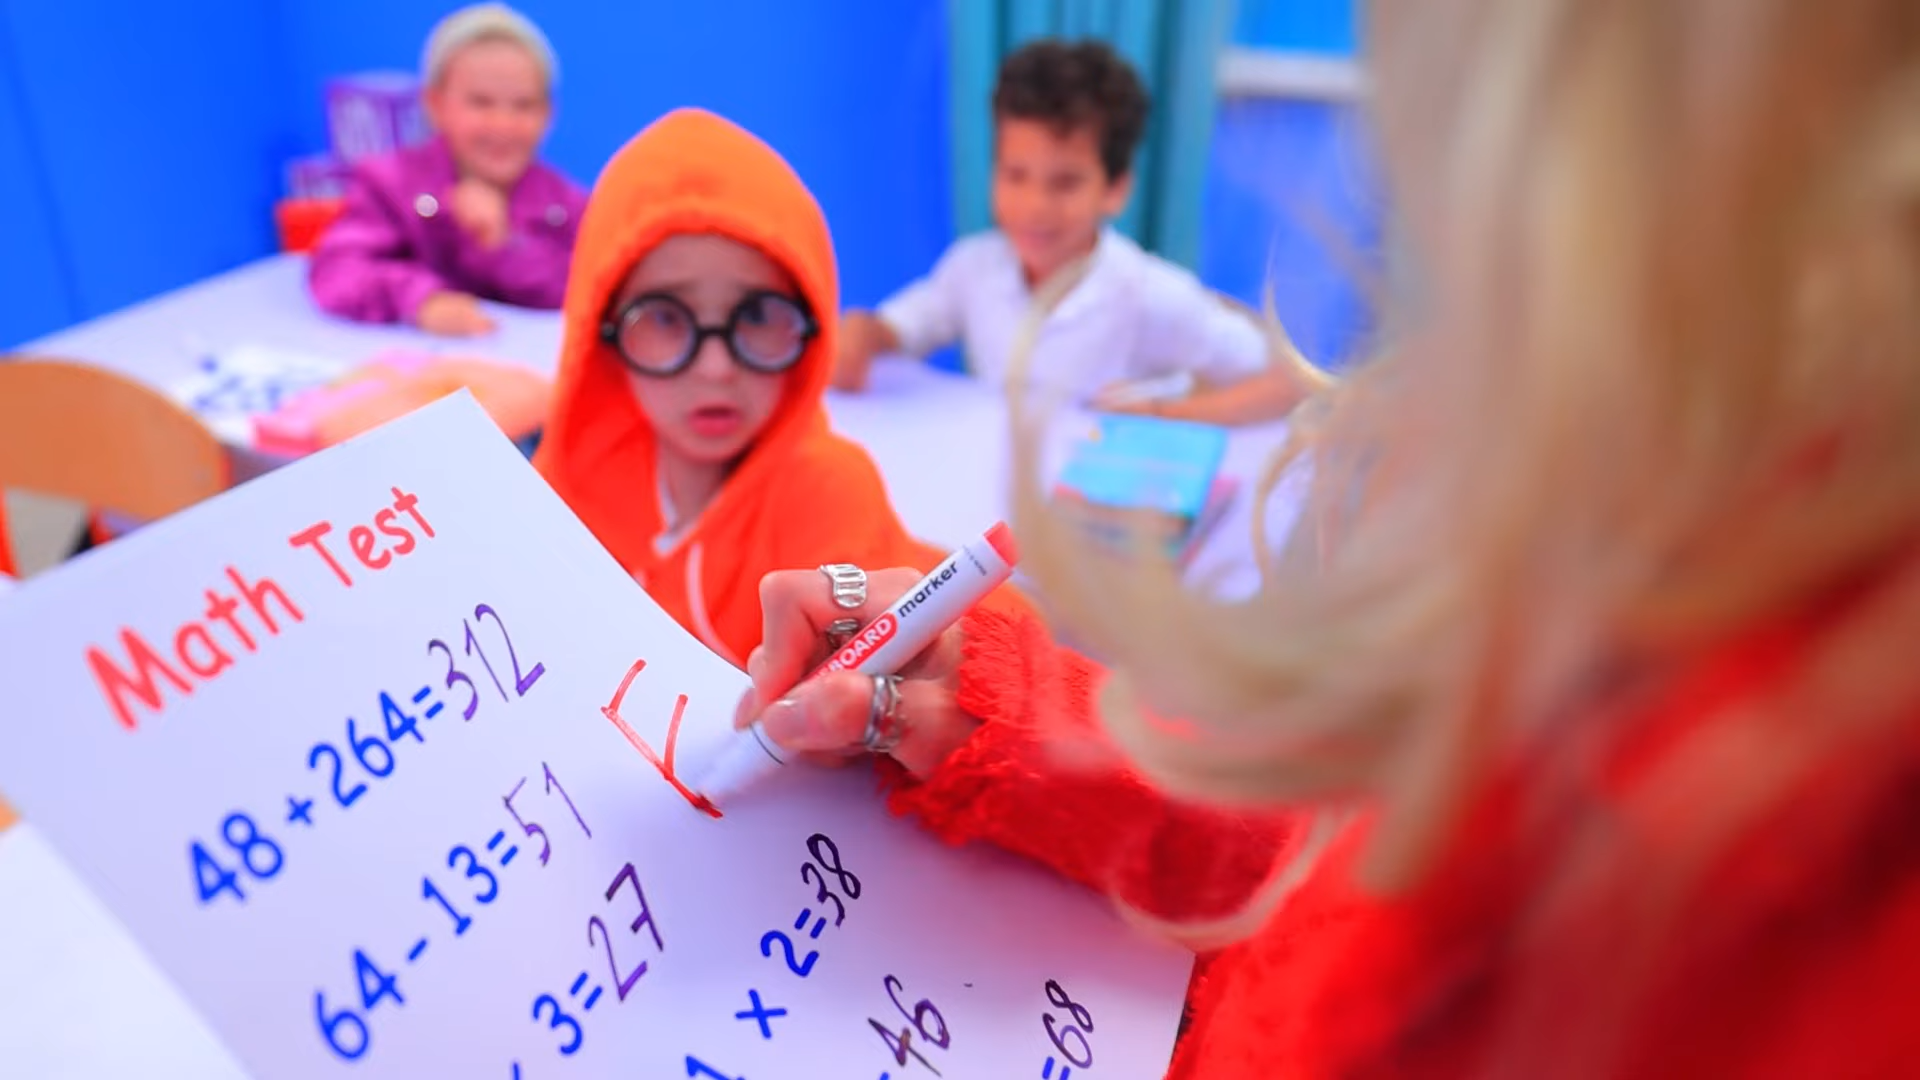 Math Test
48+264=312
64-13=51
3=27
x 2=38
46
=68
F
BOARD marker